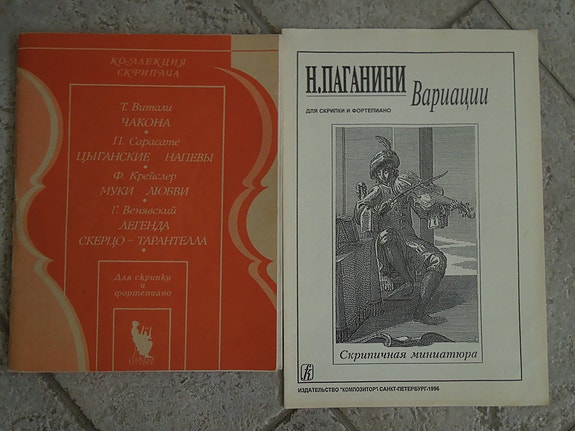 КОЛЛЕКЦИЯ
СКРИПАЧА
Т. Витали
ЧАКОНА
П. Сарасате
ЦЫГАНСКИЕ НАПЕВЫ
Ф. Крейслер
МУКИ ЛЮБВИ
Г. Венявский
ЛЕГЕНДА
СКЕРЦО – ТАРАНТЕЛЛА
Для скрипки
и
фортепиано
Н. ПАГАНИНИ
Вариации
ДЛЯ СКРИПКИ И ФОРТЕПИАНО
Скрипичная миниатюра
ИЗДАТЕЛЬСТВО "КОМПОЗИТОР". САНКТ-ПЕТЕРБУРГ · 1996